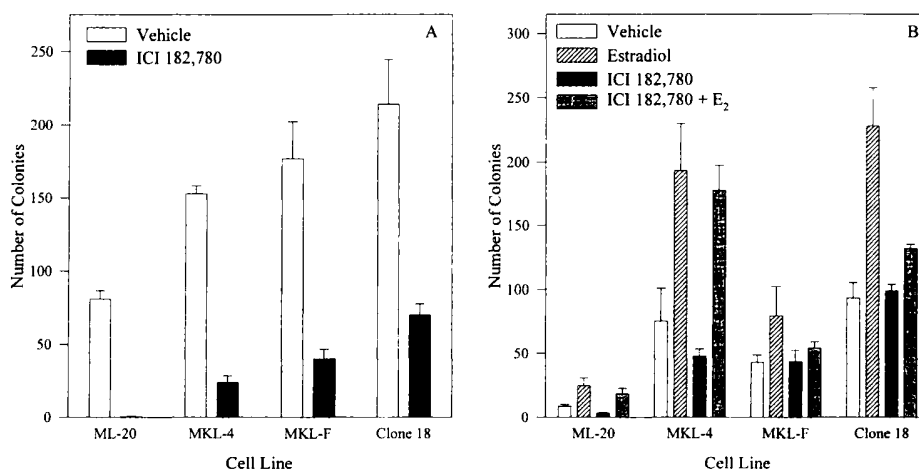 A
Vehicle
ICI 182,780
Number of Colonies
250
200
150
100
50
0
ML-20
MKL-4
MKL-F
Clone 18
Cell Line
B
Vehicle
Estradiol
ICI 182,780
ICI 182,780 + E2
Number of Colonies
300
250
200
150
100
50
0
ML-20
MKL-4
MKL-F
Clone 18
Cell Line